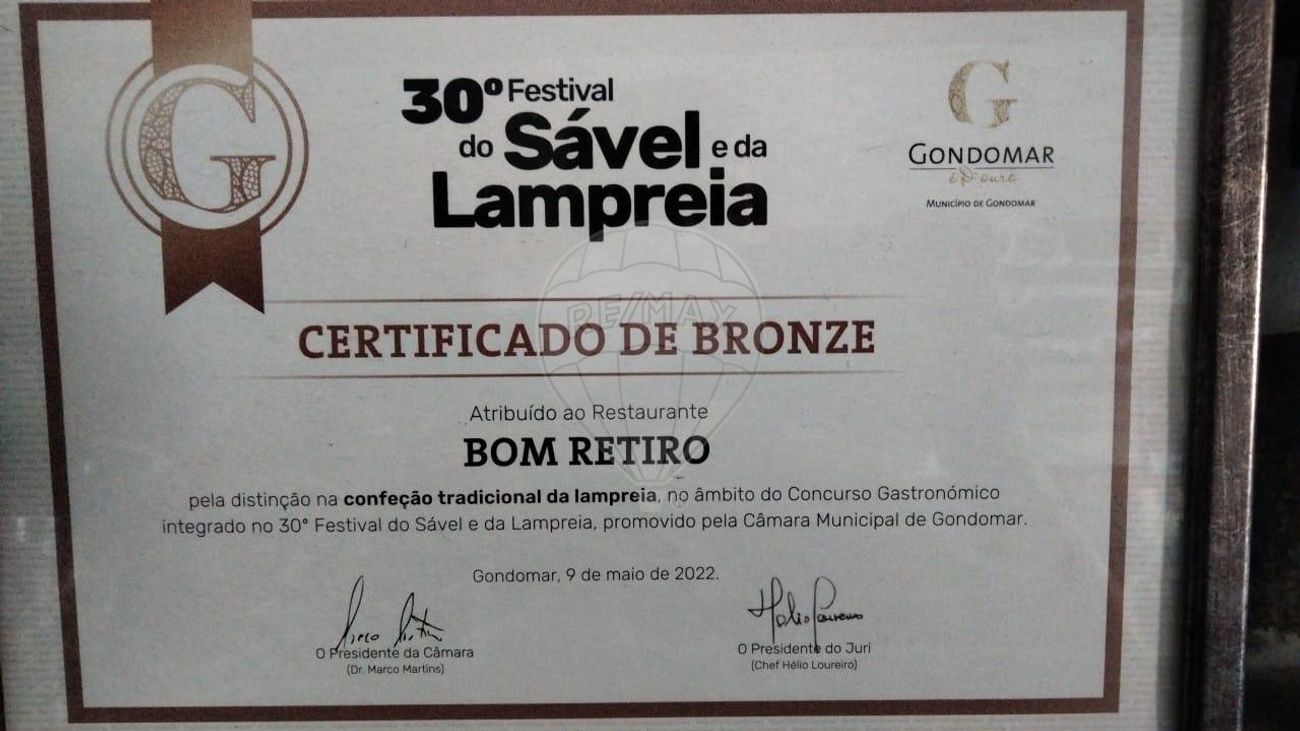 30º Festival
do Sável e da
Lampreia
G
G
GONDOMAR
é D'ouro
MUNICÍPIO DE GONDOMAR
RE/MAX
CERTIFICADO DE BRONZE
Atribuído ao Restaurante
BOM RETIRO
pela distinção na confeção tradicional da lampreia, no âmbito do Concurso Gastronómico
integrado no 30º Festival do Sável e da Lampreia, promovido pela Câmara Municipal de Gondomar.
Gondomar, 9 de maio de 2022.
O Presidente da Câmara
(Dr. Marco Martins)
Hélio Loureiro
O Presidente do Juri
(Chef Hélio Loureiro)